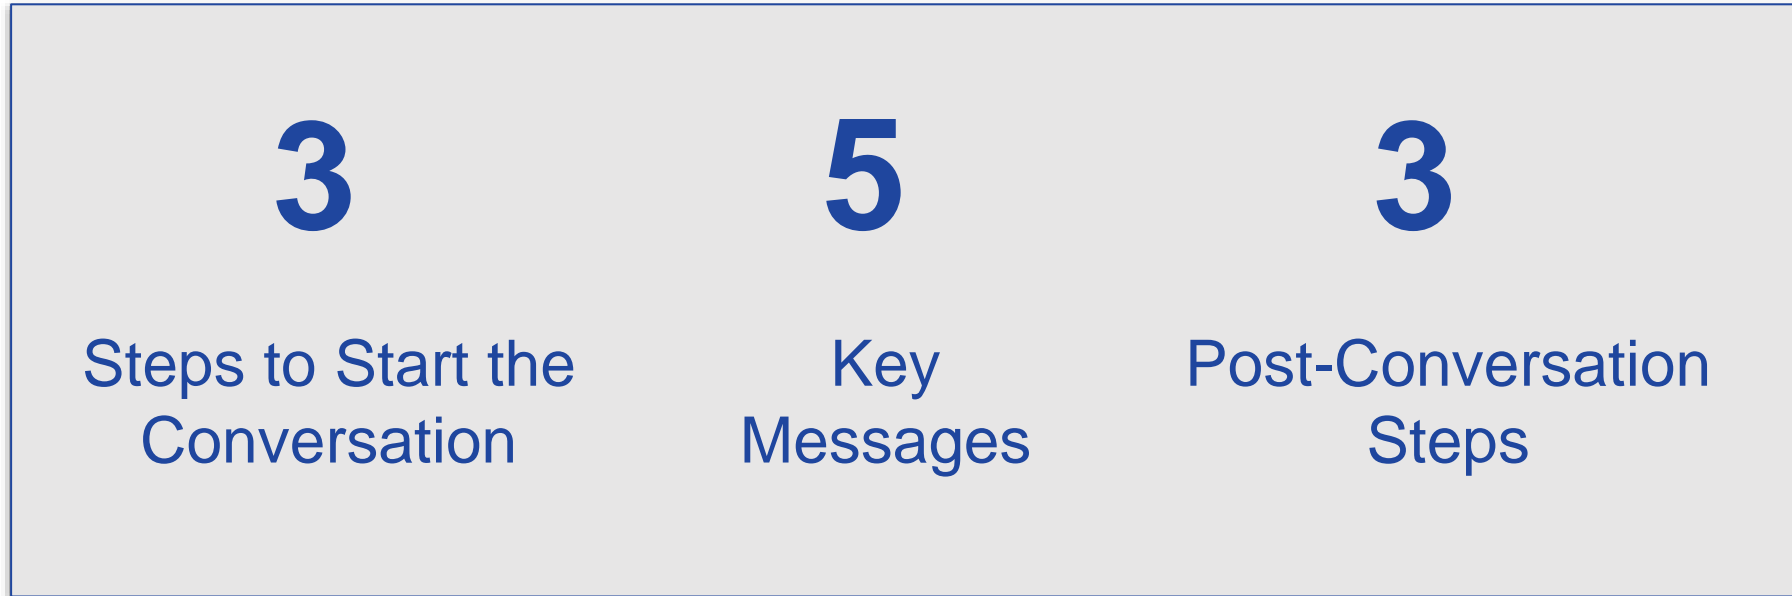 3
Steps to Start the
Conversation
5
Key
Messages
3
Post-Conversation
Steps